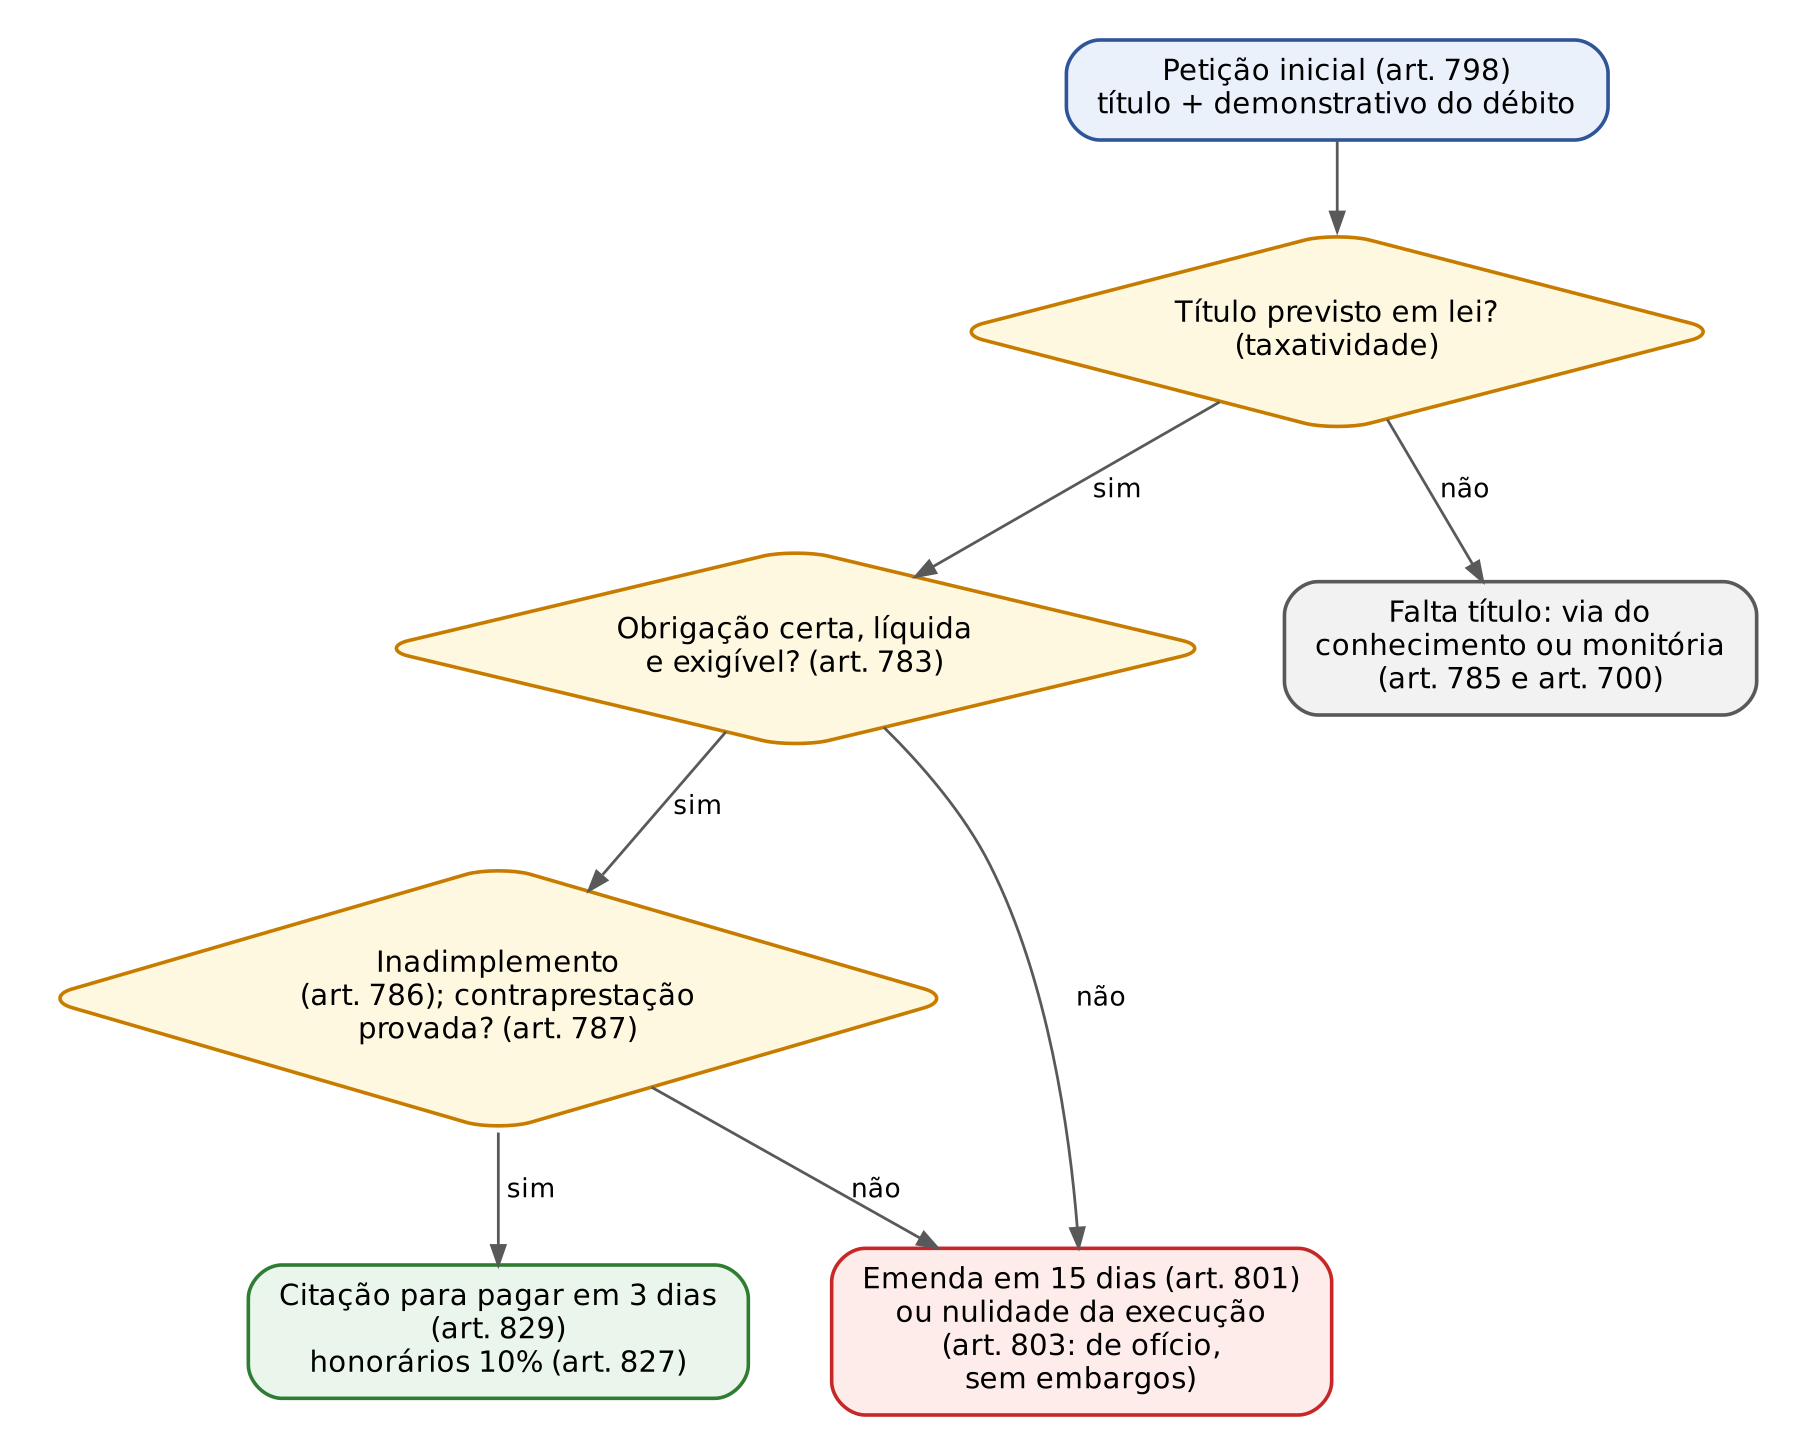 Petição inicial (art. 798)
título + demonstrativo do débito
Título previsto em lei?
(taxatividade)
sim
não
Obrigação certa, líquida
e exigível? (art. 783)
Falta título: via do
conhecimento ou monitória
(art. 785 e art. 700)
sim
não
Inadimplemento
(art. 786); contraprestação
provada? (art. 787)
sim
não
Citação para pagar em 3 dias
(art. 829)
honorários 10% (art. 827)
Emenda em 15 dias (art. 801)
ou nulidade da execução
(art. 803: de ofício,
sem embargos)